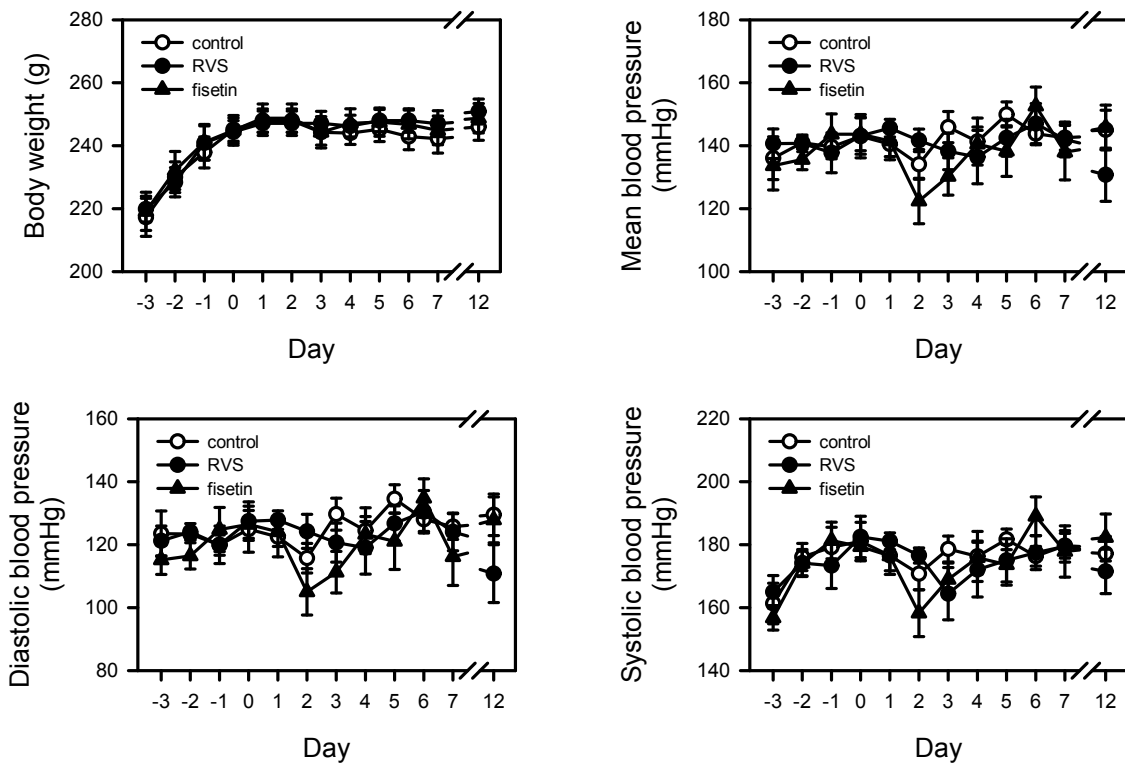 280
260
240
220
200
Body weight (g)
control
RVS
fisetin
-3 -2 -1 0 1 2 3 4 5 6 7 12
Day
180
160
140
120
100
Mean blood pressure
(mmHg)
control
RVS
fisetin
-3 -2 -1 0 1 2 3 4 5 6 7 12
Day
160
140
120
100
80
Diastolic blood pressure
(mmHg)
control
RVS
fisetin
-3 -2 -1 0 1 2 3 4 5 6 7 12
Day
220
200
180
160
140
Systolic blood pressure
(mmHg)
control
RVS
fisetin
-3 -2 -1 0 1 2 3 4 5 6 7 12
Day